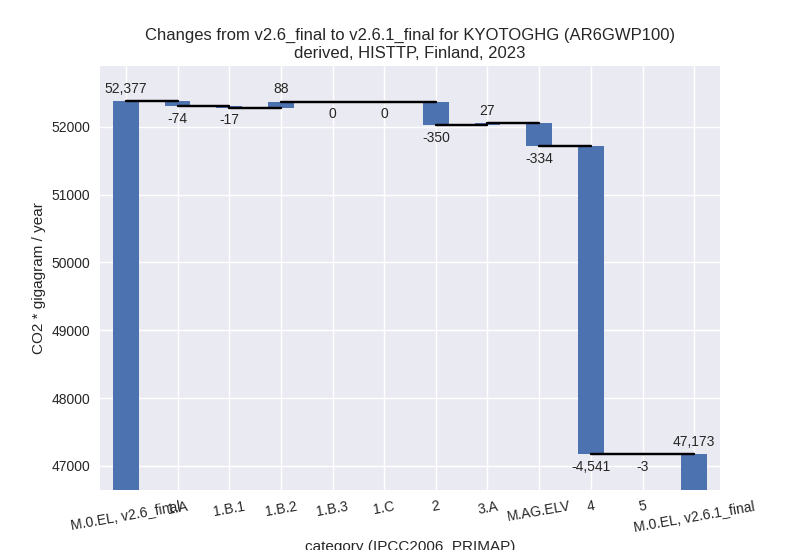 Changes from v2.6_final to v2.6.1_final for KYOTOGHG (AR6GWP100)
derived, HISTTP, Finland, 2023
CO2 * gigagram / year
52000
51000
50000
49000
48000
47000
52,377
-74
-17
88
0
0
-350
27
-334
-4,541
-3
47,173
M.0.EL, v2.6_final
1.A
1.B.1
1.B.2
1.B.3
1.C
2
3.A
M.AG.ELV
4
5
M.0.EL, v2.6.1_final
category (IPCC2006_PRIMAP)